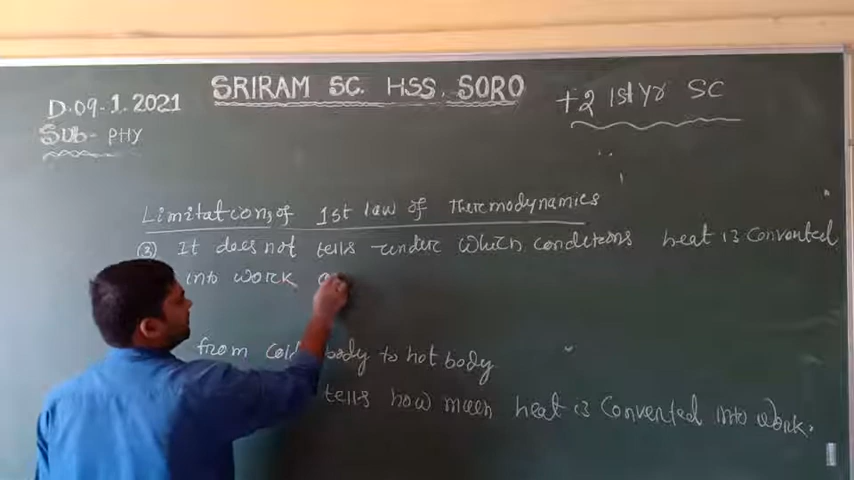 SRIRAM SC. HSS. SORO
+2 1st Yr SC
D.09.1.2021
Sub- PHY
Limitations of 1st law of Thermodynamics
It does not tells under which conditions heat is Converted
into work
from cold body to hot body
tells how much heat is Converted into work.